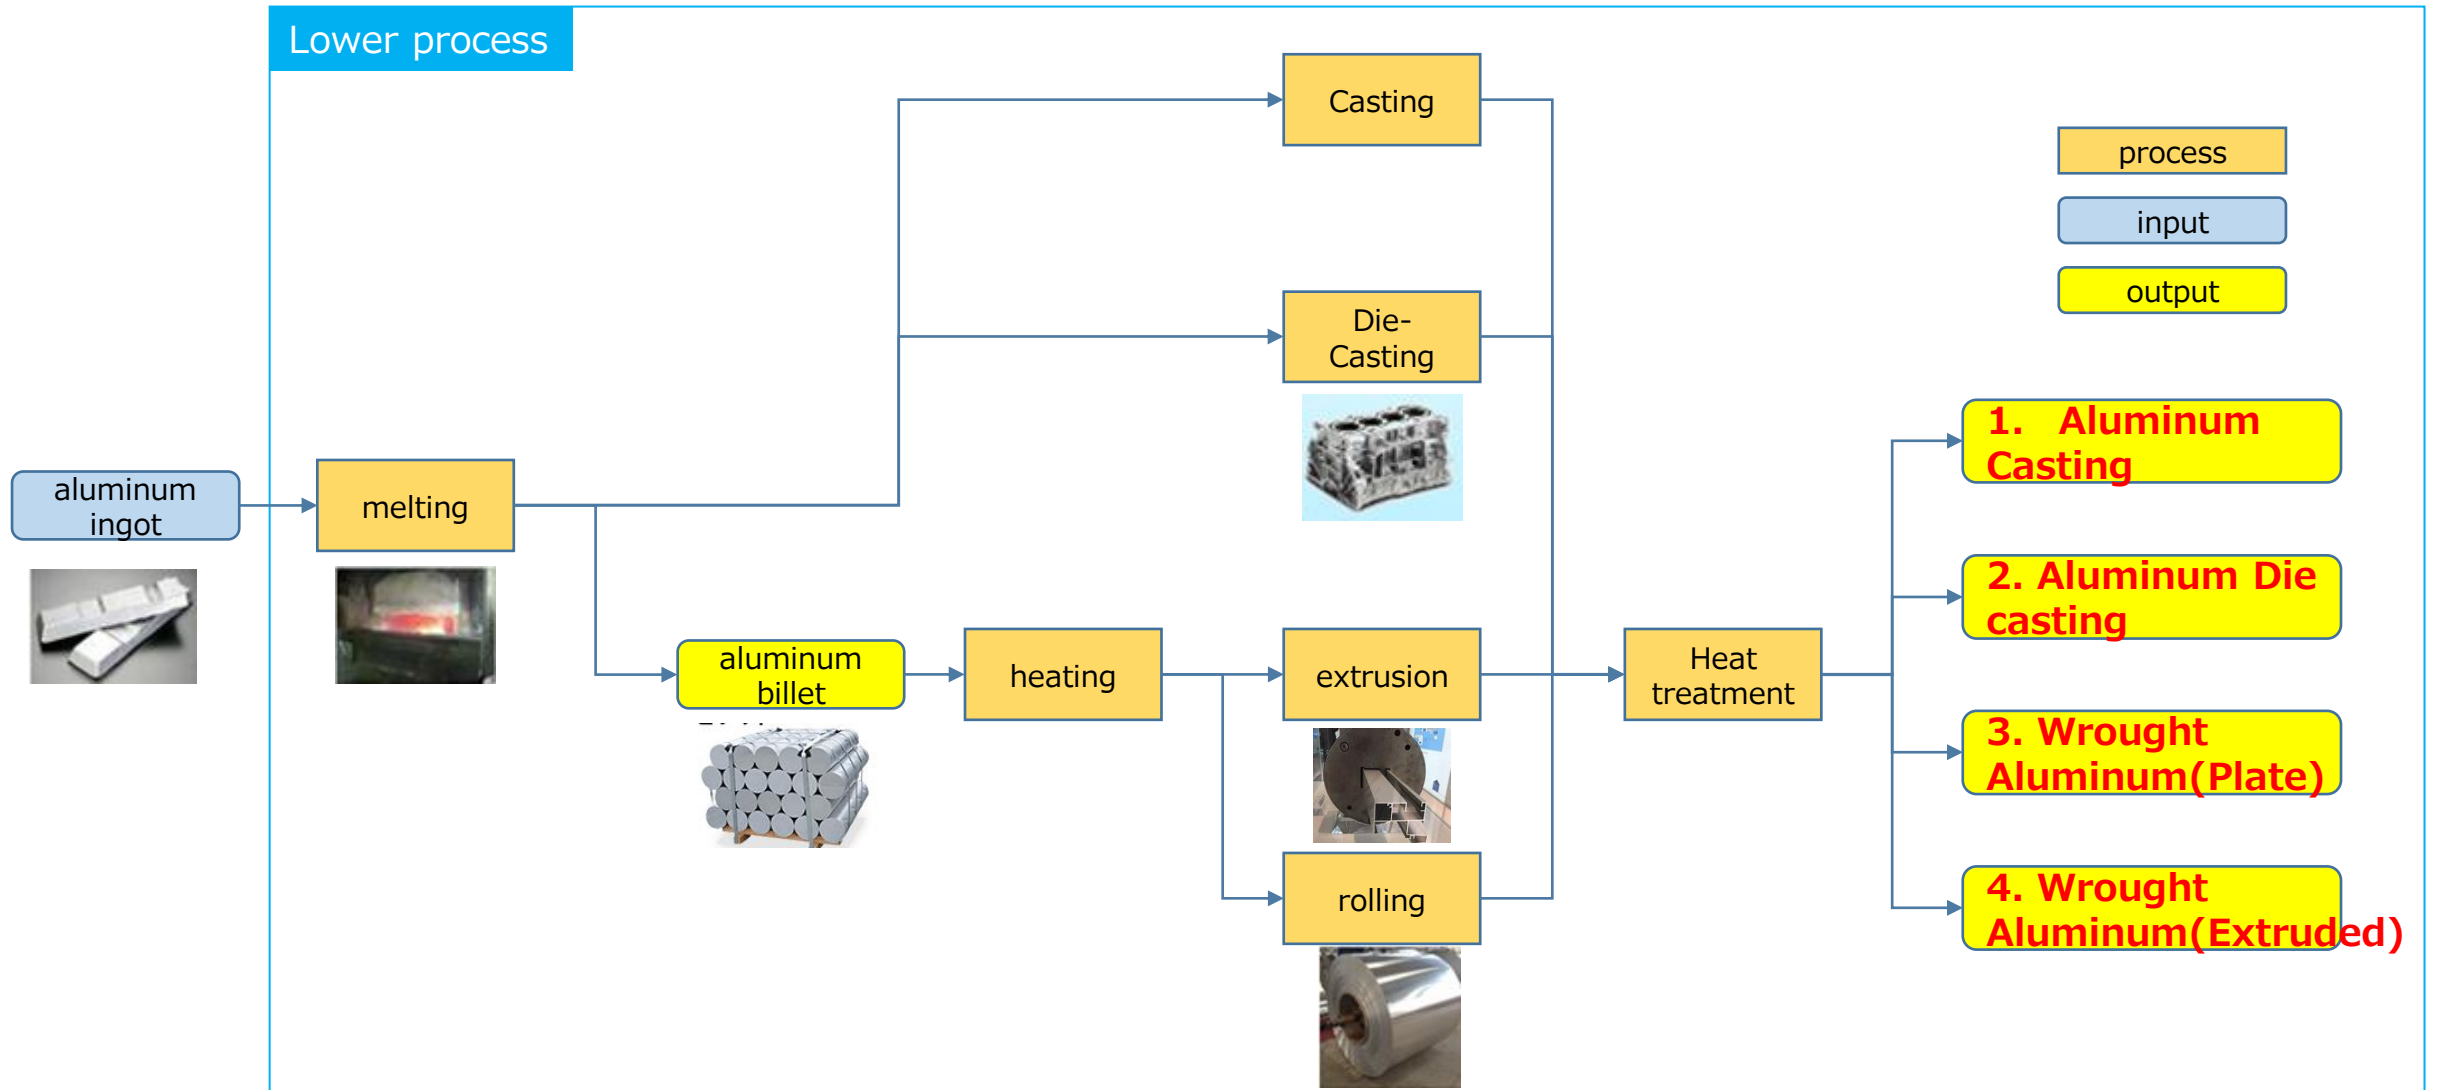 Lower process
Casting
process
input
output
Die-
Casting
1. Aluminum
Casting
aluminum
ingot
melting
2. Aluminum Die
casting
aluminum
billet
heating
extrusion
Heat
treatment
3. Wrought
Aluminum(Plate)
rolling
4. Wrought
Aluminum(Extruded)